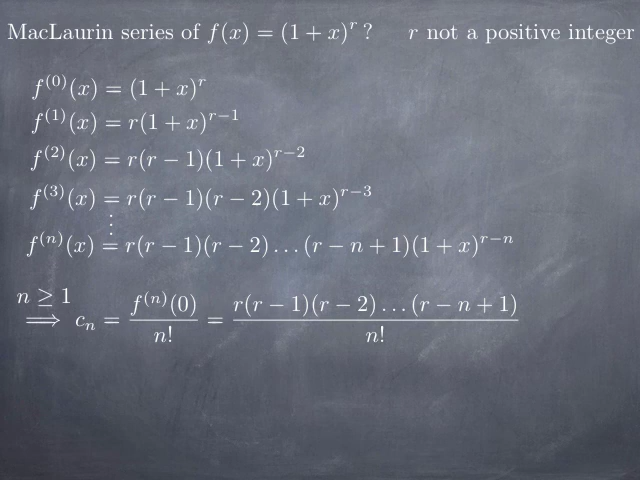 MacLaurin series of f(x) = (1 + x)^r ? r not a positive integer
f^(0)(x) = (1 + x)^r
f^(1)(x) = r(1 + x)^{r−1}
f^(2)(x) = r(r − 1)(1 + x)^{r−2}
f^(3)(x) = r(r − 1)(r − 2)(1 + x)^{r−3}
⋮
f^(n)(x) = r(r − 1)(r − 2) . . . (r − n + 1)(1 + x)^{r−n}
n ≥ 1
⟹ c_n = f^(n)(0) / n! = r(r − 1)(r − 2) . . . (r − n + 1) / n!